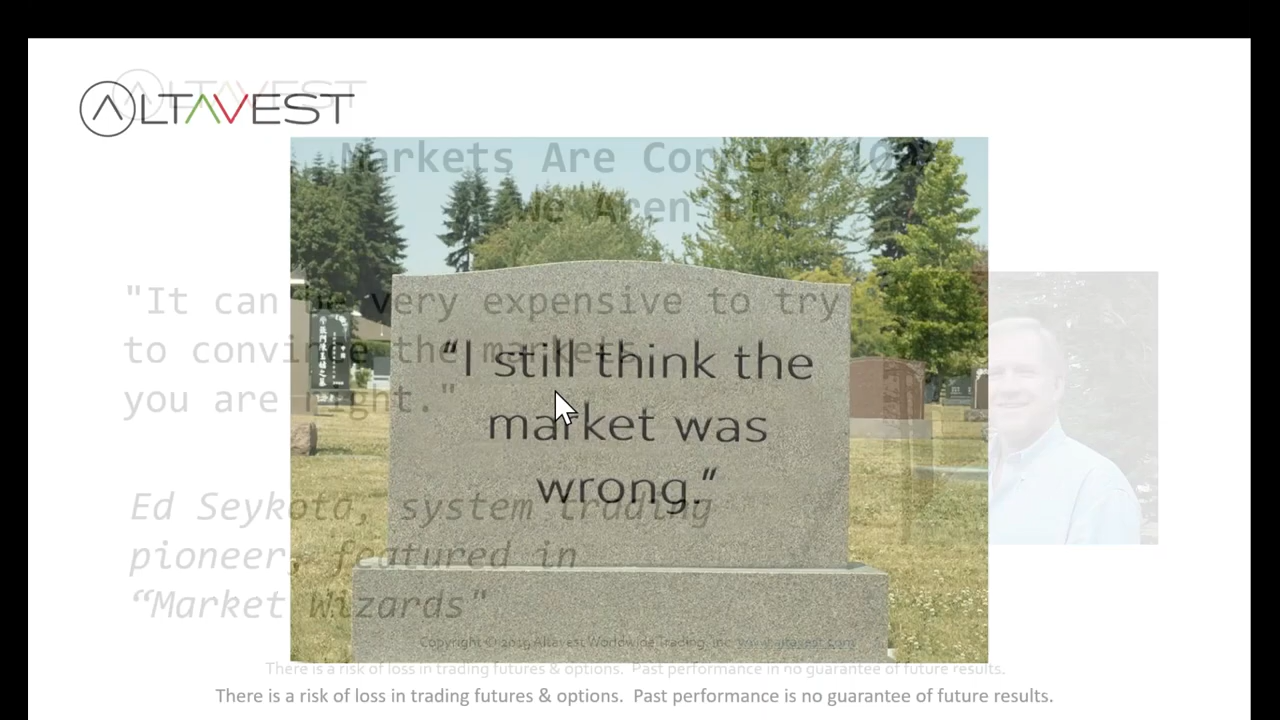 ALTAVEST
ALTAVEST
Markets Are Correct 100
We Aren't
"It can be very expensive to try
to convince the markets
you are right."
"I still think the
market was
wrong."
Ed Seykota, system trading
pioneer, featured in
"Market Wizards"
Copyright © 2019 Altavest Worldwide Trading, Inc. www.altavest.com
There is a risk of loss in trading futures & options. Past performance in no guarantee of future results.
There is a risk of loss in trading futures & options. Past performance is no guarantee of future results.